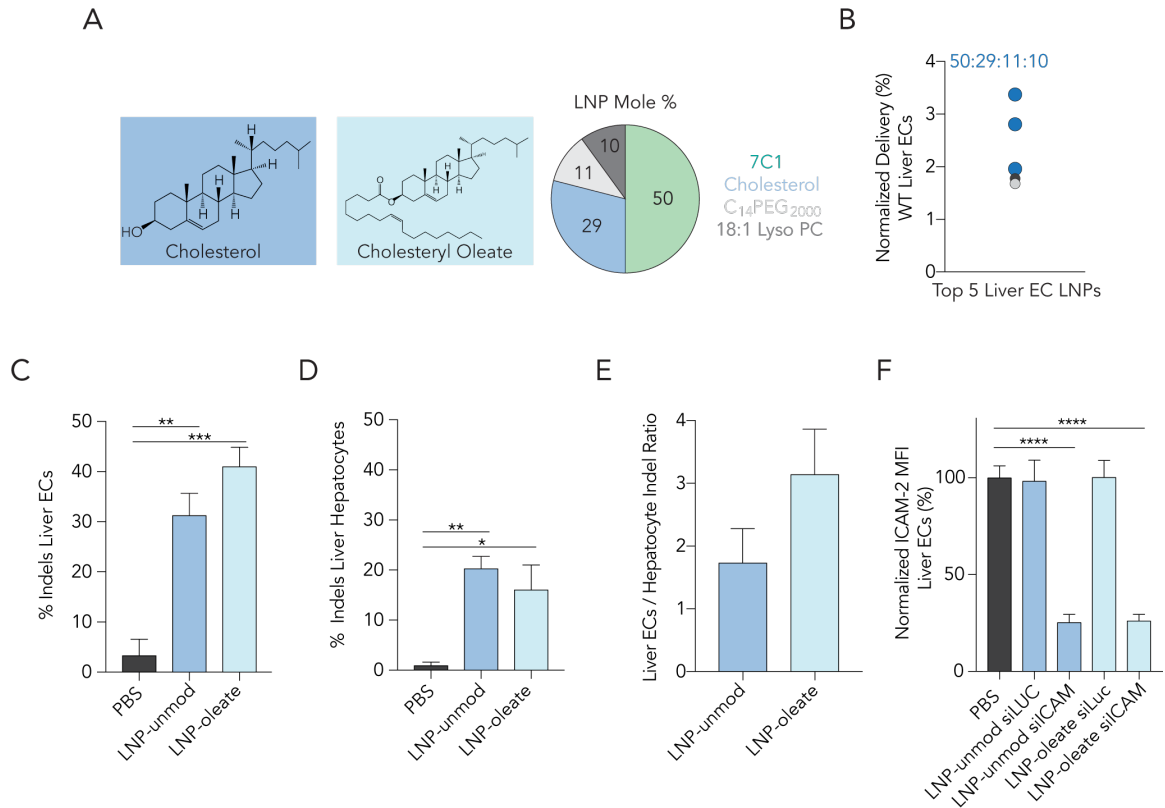 A
H
H
H
H
H
HO
Cholesterol
O
O
H
H
H
H
Cholesteryl Oleate
LNP Mole %
10
11
29
50
7C1
Cholesterol
C₁₄PEG₂₀₀₀
18:1 Lyso PC
B
50:29:11:10
Normalized Delivery (%)
WT Liver ECs
4
3
2
1
0
Top 5 Liver EC LNPs
C
% Indels Liver ECs
50
40
30
20
10
0
**
***
PBS
LNP-unmod
LNP-oleate
D
% Indels Liver Hepatocytes
50
40
30
20
10
0
**
*
PBS
LNP-unmod
LNP-oleate
E
Liver ECs / Hepatocyte Indel Ratio
4
3
2
1
0
LNP-unmod
LNP-oleate
F
Normalized ICAM-2 MFI
Liver ECs (%)
100
50
0
****
****
PBS
LNP-unmod siLUC
LNP-unmod siICAM
LNP-oleate siLuc
LNP-oleate siICAM